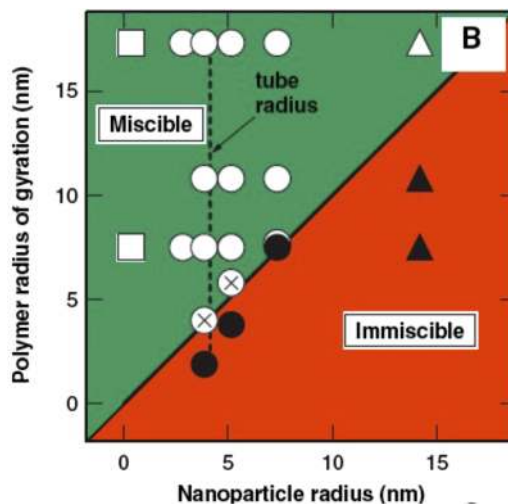 B
15
tube
radius
Miscible
10
5
Immiscible
0
Polymer radius of gyration (nm)
0 5 10 15
Nanoparticle radius (nm)